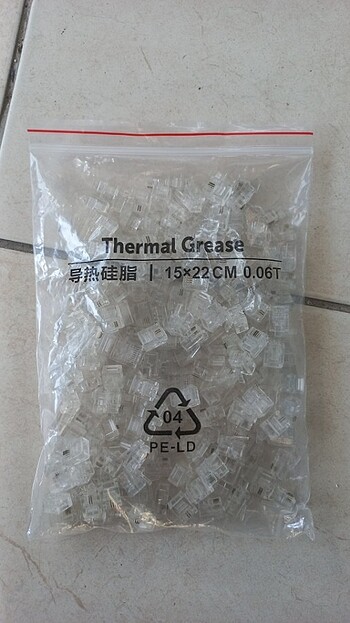 Thermal Grease
导热硅脂 | 15×22CM 0.06T
04
PE-LD